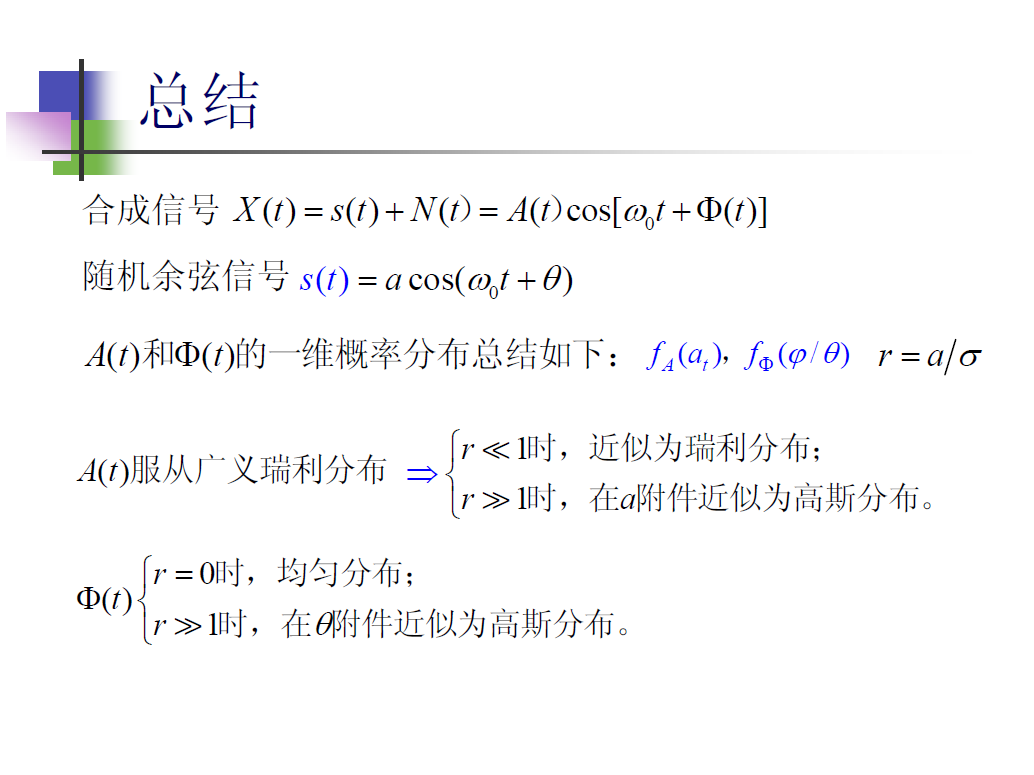 总结
合成信号 X(t) = s(t) + N(t) = A(t)cos[ω₀t + Φ(t)]
随机余弦信号 s(t) = a cos(ω₀t + θ)
A(t)和Φ(t)的一维概率分布总结如下： f_A(a_t)，f_Φ(φ/θ) r = a/σ
A(t)服从广义瑞利分布 ⇒ { r ≪ 1时，近似为瑞利分布；
r ≫ 1时，在a附件近似为高斯分布。
Φ(t) { r = 0时，均匀分布；
r ≫ 1时，在θ附件近似为高斯分布。